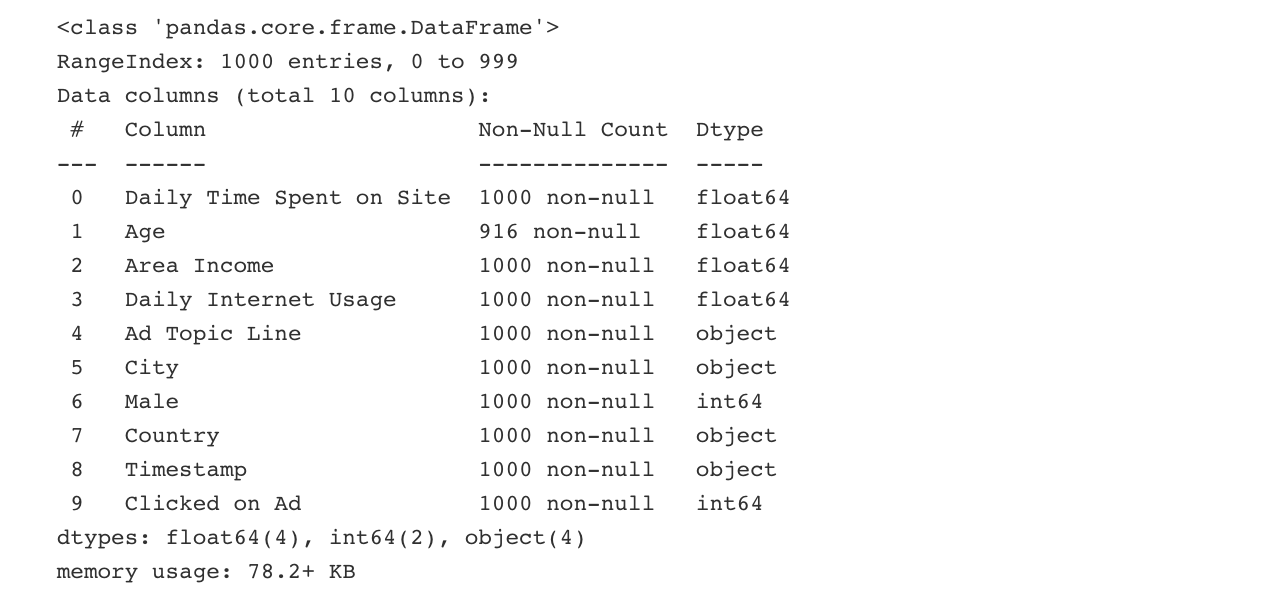 <class 'pandas.core.frame.DataFrame'>
RangeIndex: 1000 entries, 0 to 999
Data columns (total 10 columns):
 #   Column                    Non-Null Count  Dtype
---  ------                    --------------  -----
 0   Daily Time Spent on Site  1000 non-null   float64
 1   Age                       916 non-null    float64
 2   Area Income               1000 non-null   float64
 3   Daily Internet Usage      1000 non-null   float64
 4   Ad Topic Line             1000 non-null   object
 5   City                      1000 non-null   object
 6   Male                      1000 non-null   int64
 7   Country                   1000 non-null   object
 8   Timestamp                 1000 non-null   object
 9   Clicked on Ad             1000 non-null   int64
dtypes: float64(4), int64(2), object(4)
memory usage: 78.2+ KB